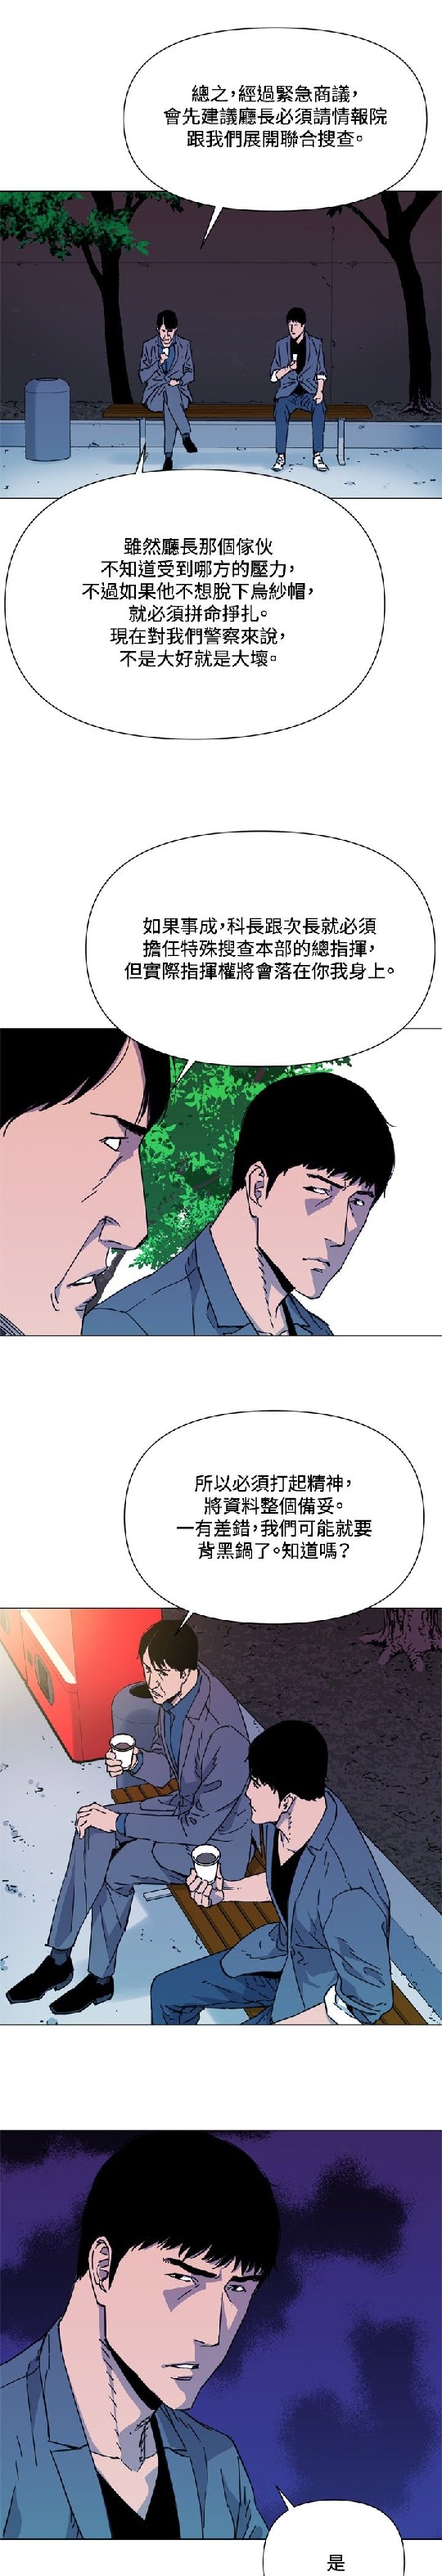 總之，經過緊急商議，
會先建議廳長必須請情報院
跟我們展開聯合搜查。
雖然廳長那個傢伙
不知道受到哪方的壓力，
不過如果他不想脫下烏紗帽，
就必須拼命掙扎。
現在對我們警察來說，
不是大好就是大壞。
如果事成，科長跟次長就必須
擔任特殊搜查本部的總指揮，
但實際指揮權將會落在你我身上。
所以必須打起精神，
將資料整個備妥。
一有差錯，我們可能就要
背黑鍋了。知道嗎？
是